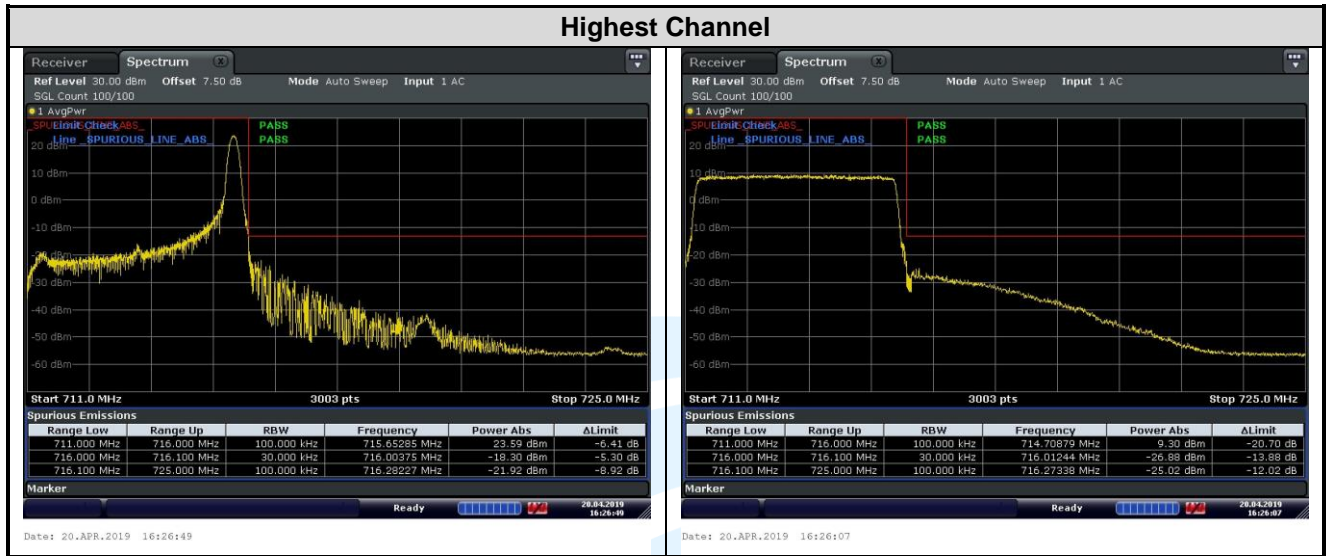 Highest Channel
Receiver Spectrum
Ref Level 30.00 dBm Offset 7.50 dB Mode Auto Sweep Input 1 AC
SGL Count 100/100
1 AvgPwr
Limit Check PASS
Line _SPURIOUS_LINE_ABS_ PASS
20 dBm
10 dBm
0 dBm
-10 dBm
-20 dBm
-30 dBm
-40 dBm
-50 dBm
-60 dBm
Start 711.0 MHz 3003 pts Stop 725.0 MHz
Spurious Emissions
Range Low Range Up RBW Frequency Power Abs ΔLimit
711.000 MHz 716.000 MHz 100.000 kHz 715.65285 MHz 23.59 dBm -6.41 dB
716.000 MHz 716.100 MHz 30.000 kHz 716.00375 MHz -18.30 dBm -5.30 dB
716.100 MHz 725.000 MHz 100.000 kHz 716.28227 MHz -21.92 dBm -8.92 dB
Marker
Ready 20.04.2019
16:26:49
Date: 20.APR.2019 16:26:49
Receiver Spectrum
Ref Level 30.00 dBm Offset 7.50 dB Mode Auto Sweep Input 1 AC
SGL Count 100/100
1 AvgPwr
Limit Check PASS
Line _SPURIOUS_LINE_ABS_ PASS
20 dBm
10 dBm
0 dBm
-10 dBm
-20 dBm
-30 dBm
-40 dBm
-50 dBm
-60 dBm
Start 711.0 MHz 3003 pts Stop 725.0 MHz
Spurious Emissions
Range Low Range Up RBW Frequency Power Abs ΔLimit
711.000 MHz 716.000 MHz 100.000 kHz 714.70879 MHz 9.30 dBm -20.70 dB
716.000 MHz 716.100 MHz 30.000 kHz 716.01244 MHz -26.88 dBm -13.88 dB
716.100 MHz 725.000 MHz 100.000 kHz 716.27338 MHz -25.02 dBm -12.02 dB
Marker
Ready 20.04.2019
16:26:07
Date: 20.APR.2019 16:26:07